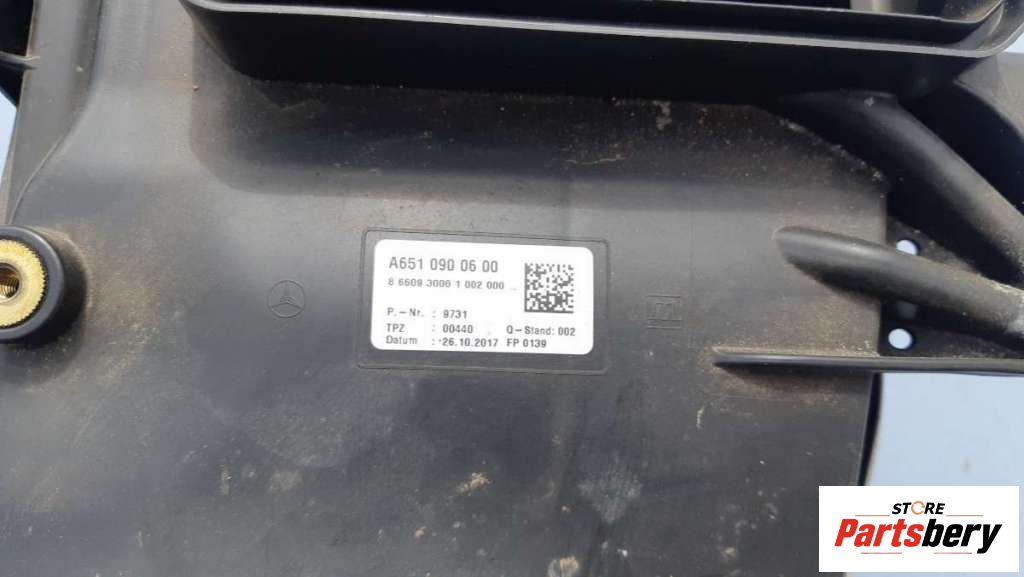 A651 090 06 00
8 6609 3000 1 002 000
P.-Nr. : 9731
TPZ : 00440 Q-Stand: 002
Datum : 26.10.2017 FP 0139
STORE
Partsbery